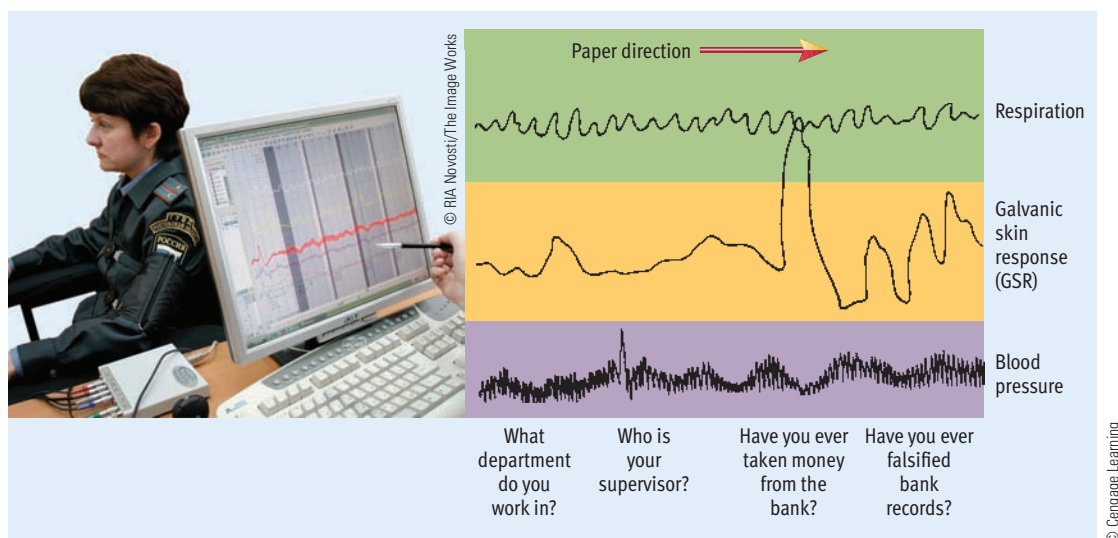 © RIA Novosti/The Image Works
Paper direction
Respiration
Galvanic
skin
response
(GSR)
Blood
pressure
What
department
do you
work in?
Who is
your
supervisor?
Have you ever
taken money
from the
bank?
Have you ever
falsified
bank
records?
© Cengage Learning
РОССИЯ